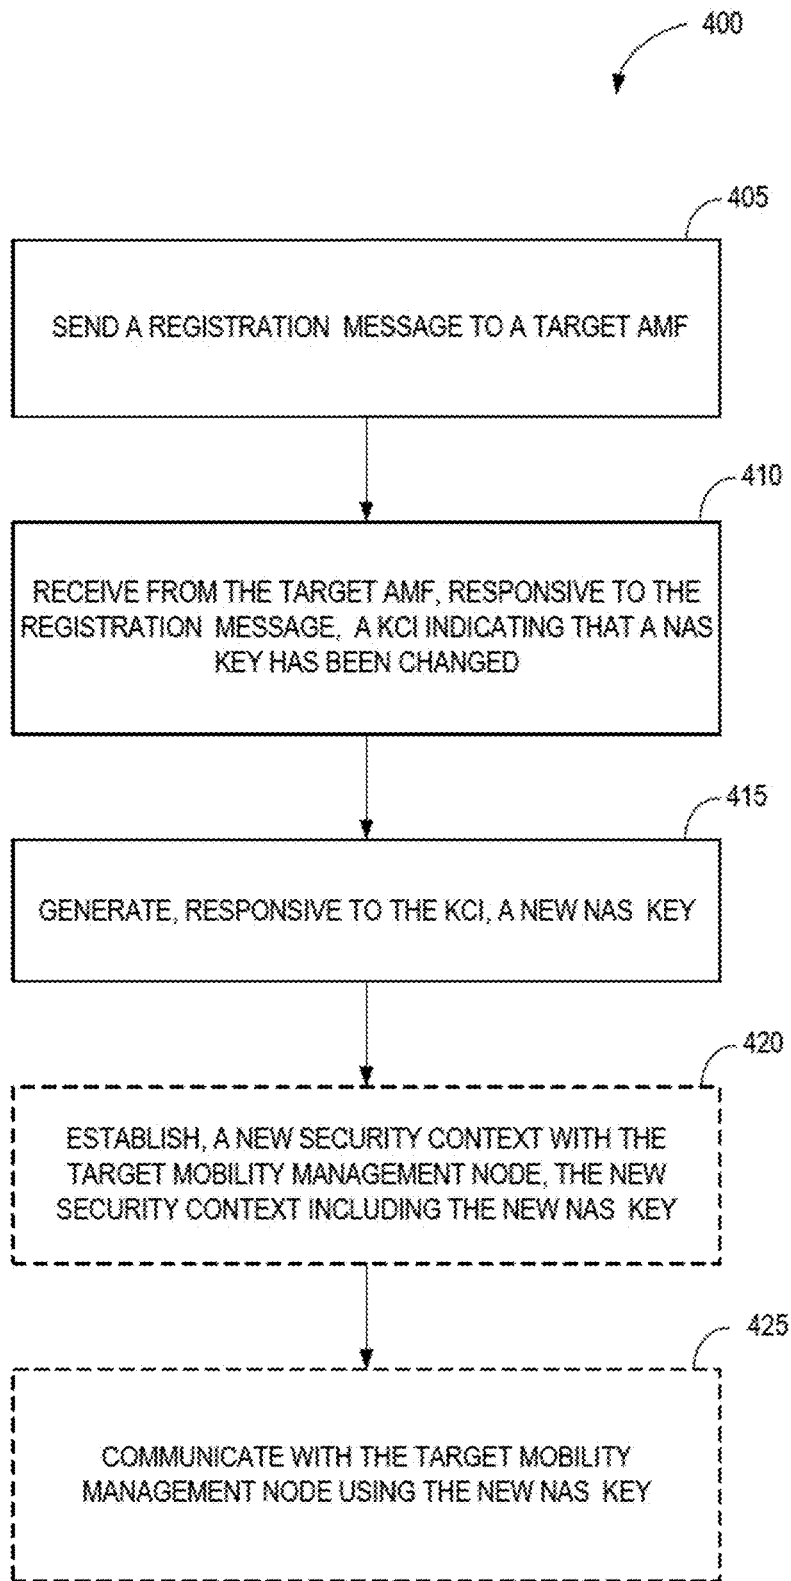 400
405
SEND A REGISTRATION MESSAGE TO A TARGET AMF
410
RECEIVE FROM THE TARGET AMF, RESPONSIVE TO THE
REGISTRATION MESSAGE, A KCI INDICATING THAT A NAS
KEY HAS BEEN CHANGED
415
GENERATE, RESPONSIVE TO THE KCI, A NEW NAS KEY
420
ESTABLISH, A NEW SECURITY CONTEXT WITH THE
TARGET MOBILITY MANAGEMENT NODE, THE NEW
SECURITY CONTEXT INCLUDING THE NEW NAS KEY
425
COMMUNICATE WITH THE TARGET MOBILITY
MANAGEMENT NODE USING THE NEW NAS KEY